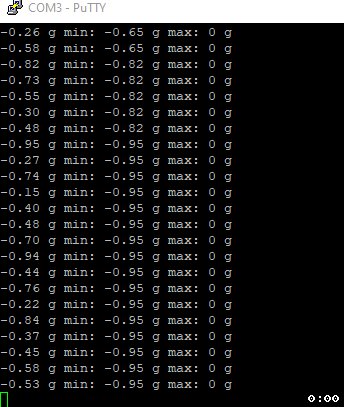 COM3 - PuTTY
-0.26 g min: -0.65 g max: 0 g
-0.58 g min: -0.65 g max: 0 g
-0.82 g min: -0.82 g max: 0 g
-0.73 g min: -0.82 g max: 0 g
-0.55 g min: -0.82 g max: 0 g
-0.30 g min: -0.82 g max: 0 g
-0.48 g min: -0.82 g max: 0 g
-0.95 g min: -0.95 g max: 0 g
-0.27 g min: -0.95 g max: 0 g
-0.74 g min: -0.95 g max: 0 g
-0.15 g min: -0.95 g max: 0 g
-0.40 g min: -0.95 g max: 0 g
-0.48 g min: -0.95 g max: 0 g
-0.70 g min: -0.95 g max: 0 g
-0.94 g min: -0.95 g max: 0 g
-0.44 g min: -0.95 g max: 0 g
-0.76 g min: -0.95 g max: 0 g
-0.22 g min: -0.95 g max: 0 g
-0.84 g min: -0.95 g max: 0 g
-0.37 g min: -0.95 g max: 0 g
-0.45 g min: -0.95 g max: 0 g
-0.58 g min: -0.95 g max: 0 g
-0.53 g min: -0.95 g max: 0 g
0:00